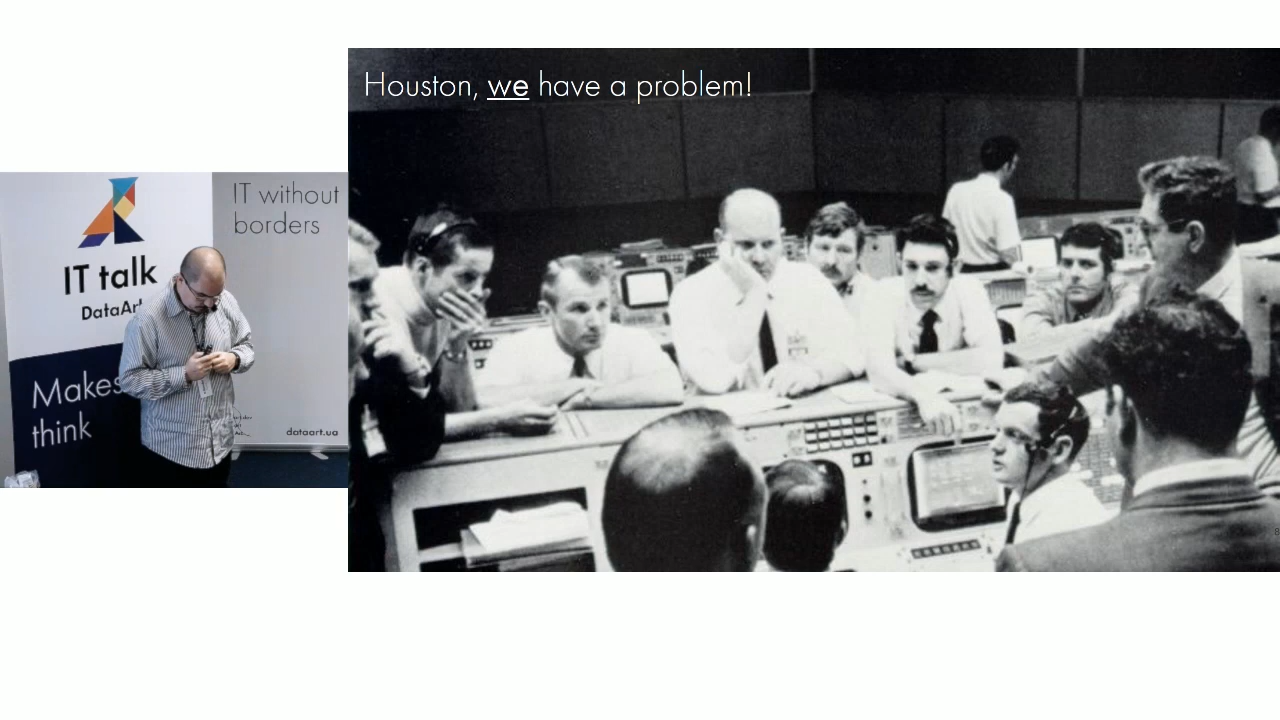 Houston, we have a problem!
IT without
borders
IT talk
DataArt
Makes
think
dataart.ua